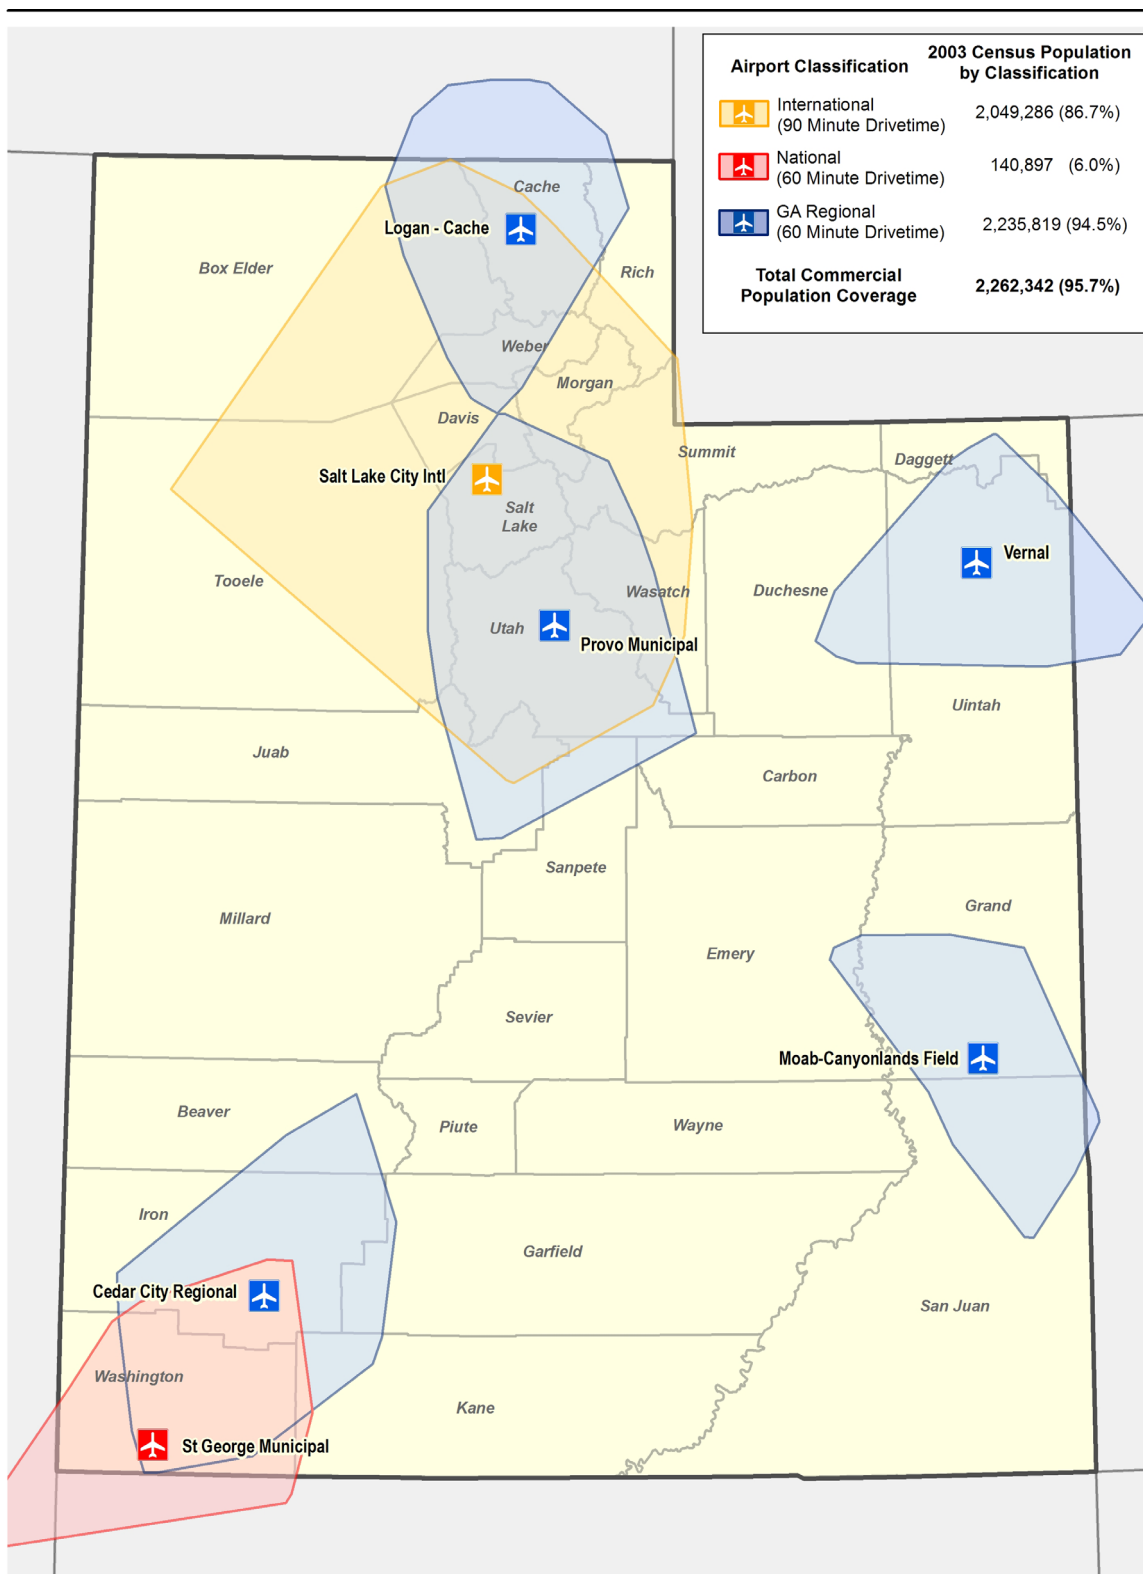 Airport Classification
2003 Census Population
by Classification
International
(90 Minute Drivetime)
2,049,286 (86.7%)
National
(60 Minute Drivetime)
140,897 (6.0%)
GA Regional
(60 Minute Drivetime)
2,235,819 (94.5%)
Total Commercial
Population Coverage
2,262,342 (95.7%)
Cache
Logan - Cache
Box Elder
Rich
Weber
Morgan
Davis
Summit
Daggett
Salt Lake City Intl
Salt
Lake
Vernal
Tooele
Wasatch
Duchesne
Utah
Provo Municipal
Uintah
Juab
Carbon
Sanpete
Millard
Grand
Emery
Sevier
Moab-Canyonlands Field
Beaver
Piute
Wayne
Iron
Garfield
Cedar City Regional
San Juan
Washington
Kane
St George Municipal